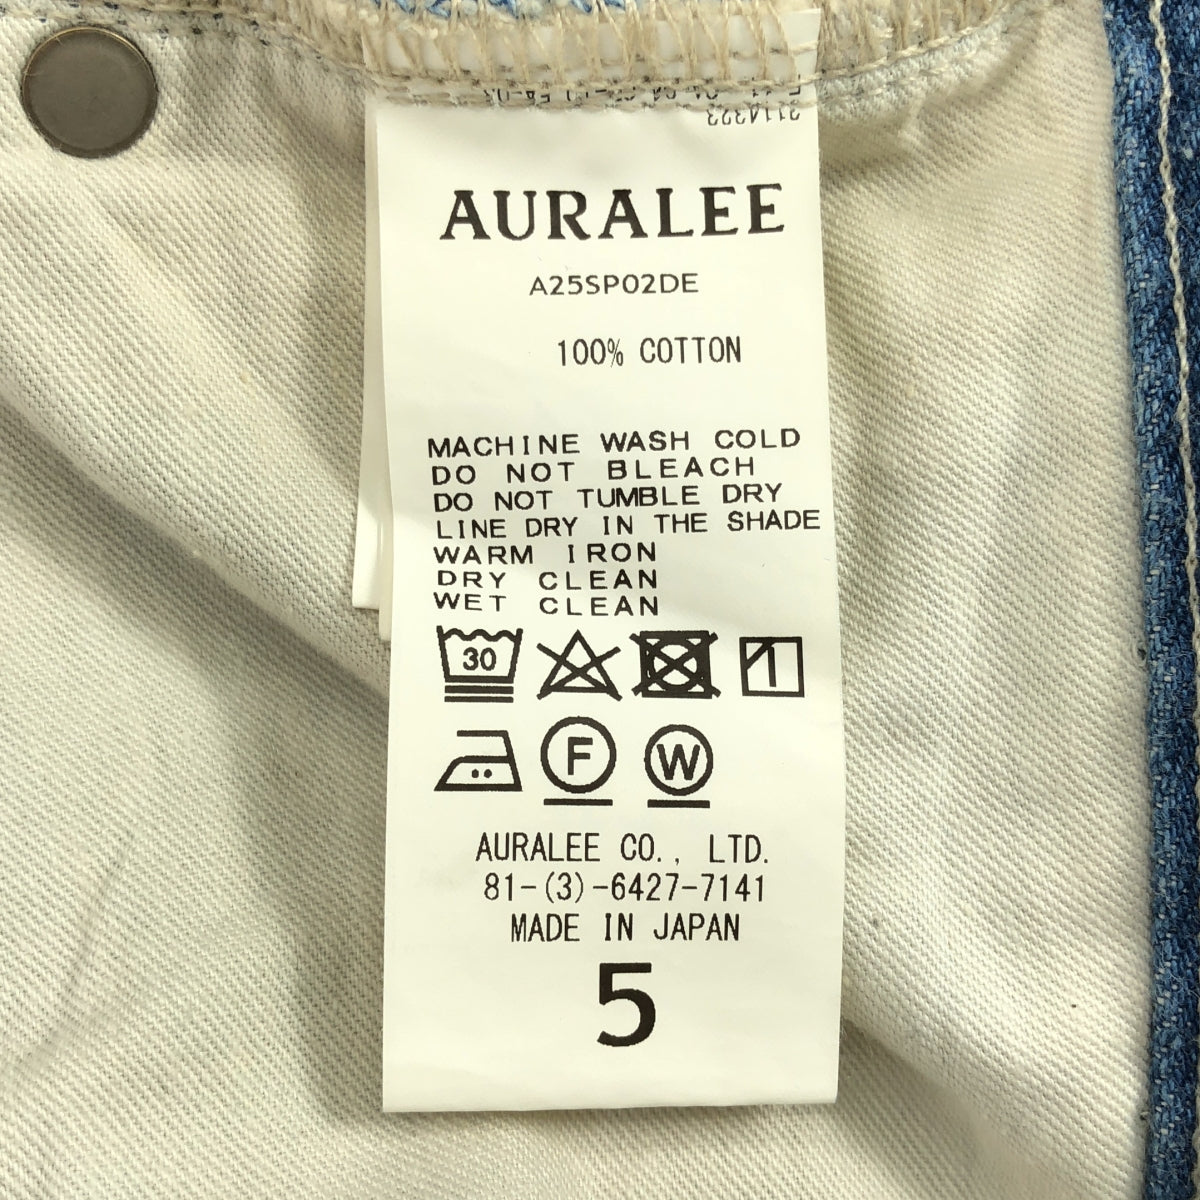 AURALEE
A25SP02DE
100% COTTON
MACHINE WASH COLD
DO NOT BLEACH
DO NOT TUMBLE DRY
LINE DRY IN THE SHADE
WARM IRON
DRY CLEAN
WET CLEAN
30
F W
AURALEE CO., LTD.
81-(3)-6427-7141
MADE IN JAPAN
5